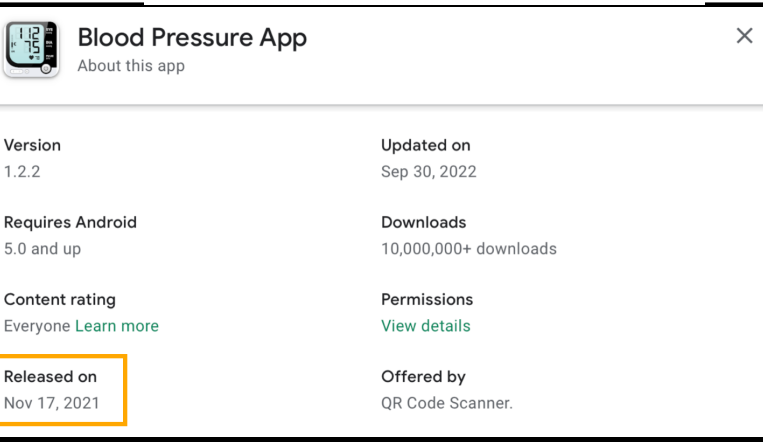 112
75
Blood Pressure App
About this app
Version
1.2.2
Updated on
Sep 30, 2022
Requires Android
5.0 and up
Downloads
10,000,000+ downloads
Content rating
Everyone Learn more
Permissions
View details
Released on
Nov 17, 2021
Offered by
QR Code Scanner.